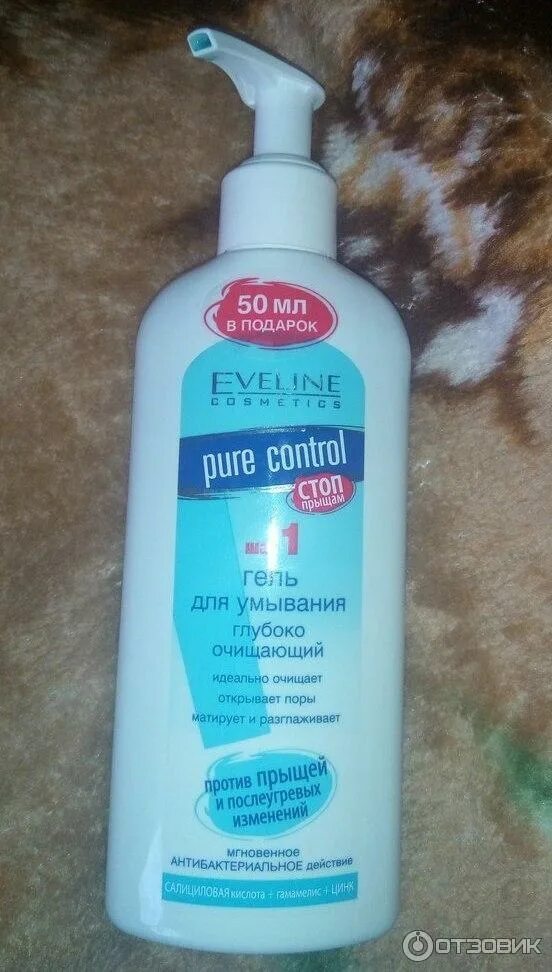 50 МЛ
В ПОДАРОК
EVELINE
COSMETICS
pure control
СТОП
прыщам
шаг 1
гель
для умывания
глубоко
очищающий
идеально очищает
открывает поры
матирует и разглаживает
против прыщей
и послеугревых
изменений
мгновенное
АНТИБАКТЕРИАЛЬНОЕ действие
САЛИЦИЛОВАЯ кислота + гамамелис + ЦИНК
ОТЗОВИК